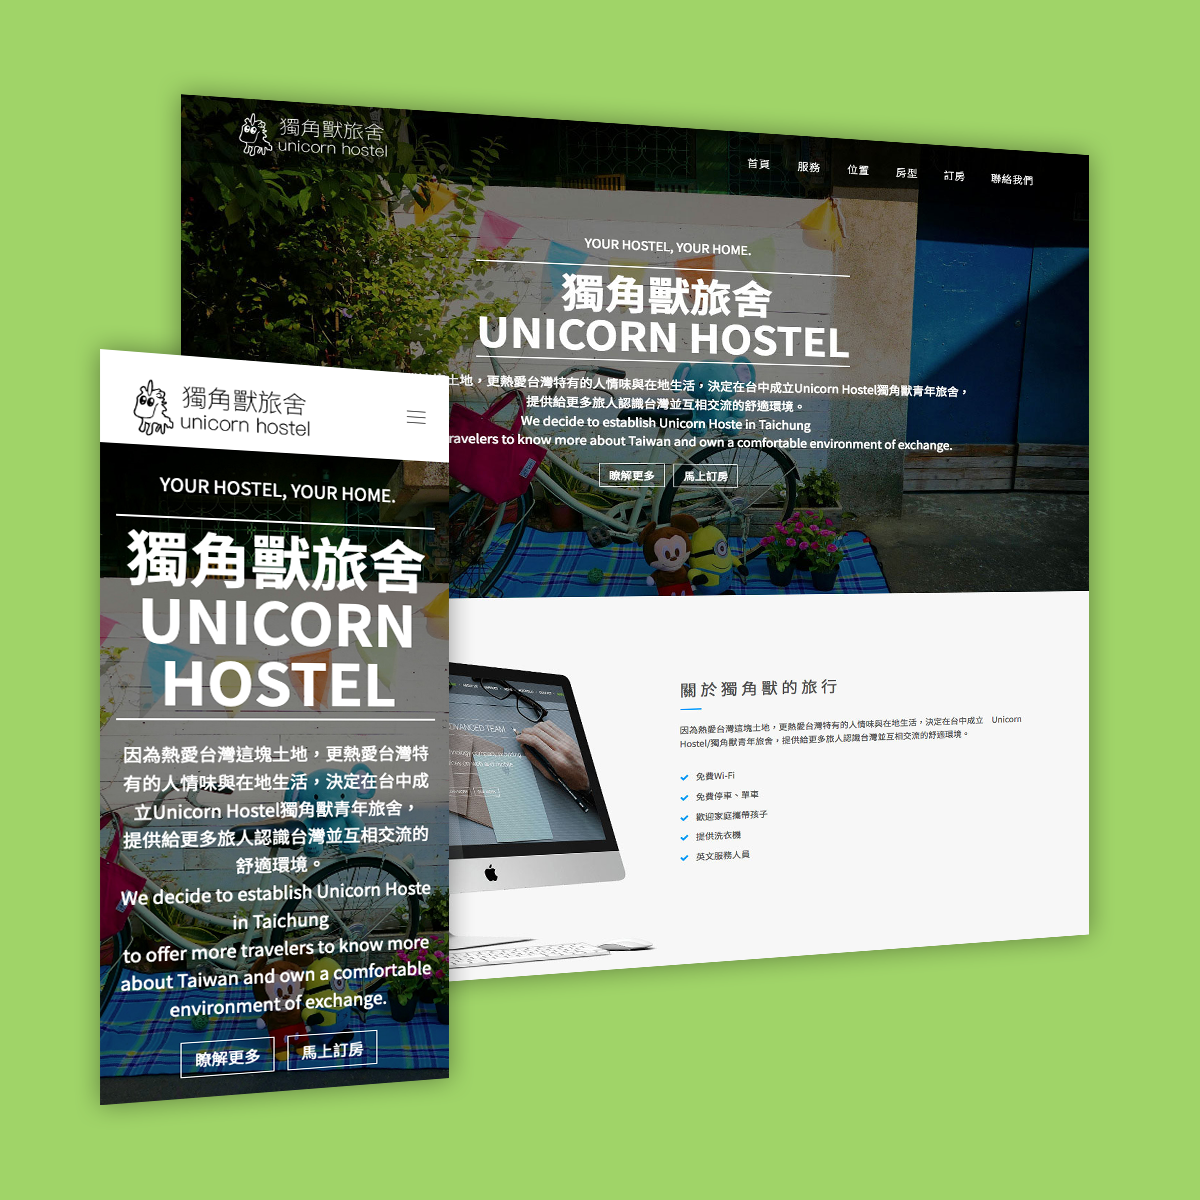 獨角獸旅舍
unicorn hostel
首頁
服務
位置
房型
訂房
聯絡我們
YOUR HOSTEL, YOUR HOME.
獨角獸旅舍
UNICORN HOSTEL
土地，更熱愛台灣特有的人情味與在地生活，決定在台中成立Unicorn Hostel獨角獸青年旅舍，
提供給更多旅人認識台灣並互相交流的舒適環境。
We decide to establish Unicorn Hoste in Taichung
ravelers to know more about Taiwan and own a comfortable environment of exchange.
瞭解更多
馬上訂房
獨角獸旅舍
unicorn hostel
YOUR HOSTEL, YOUR HOME.
獨角獸旅舍
UNICORN
HOSTEL
因為熱愛台灣這塊土地，更熱愛台灣特
有的人情味與在地生活，決定在台中成
立Unicorn Hostel獨角獸青年旅舍，
提供給更多旅人認識台灣並互相交流的
舒適環境。
We decide to establish Unicorn Hoste
in Taichung
to offer more travelers to know more
about Taiwan and own a comfortable
environment of exchange.
瞭解更多
馬上訂房
ANCED TEAM
關於獨角獸的旅行
因為熱愛台灣這塊土地，更熱愛台灣特有的人情味與在地生活，決定在台中成立 Unicorn
Hostel/獨角獸青年旅舍，提供給更多旅人認識台灣並互相交流的舒適環境。
免費Wi-Fi
免費停車、單車
歡迎家庭攜帶孩子
提供洗衣機
英文服務人員